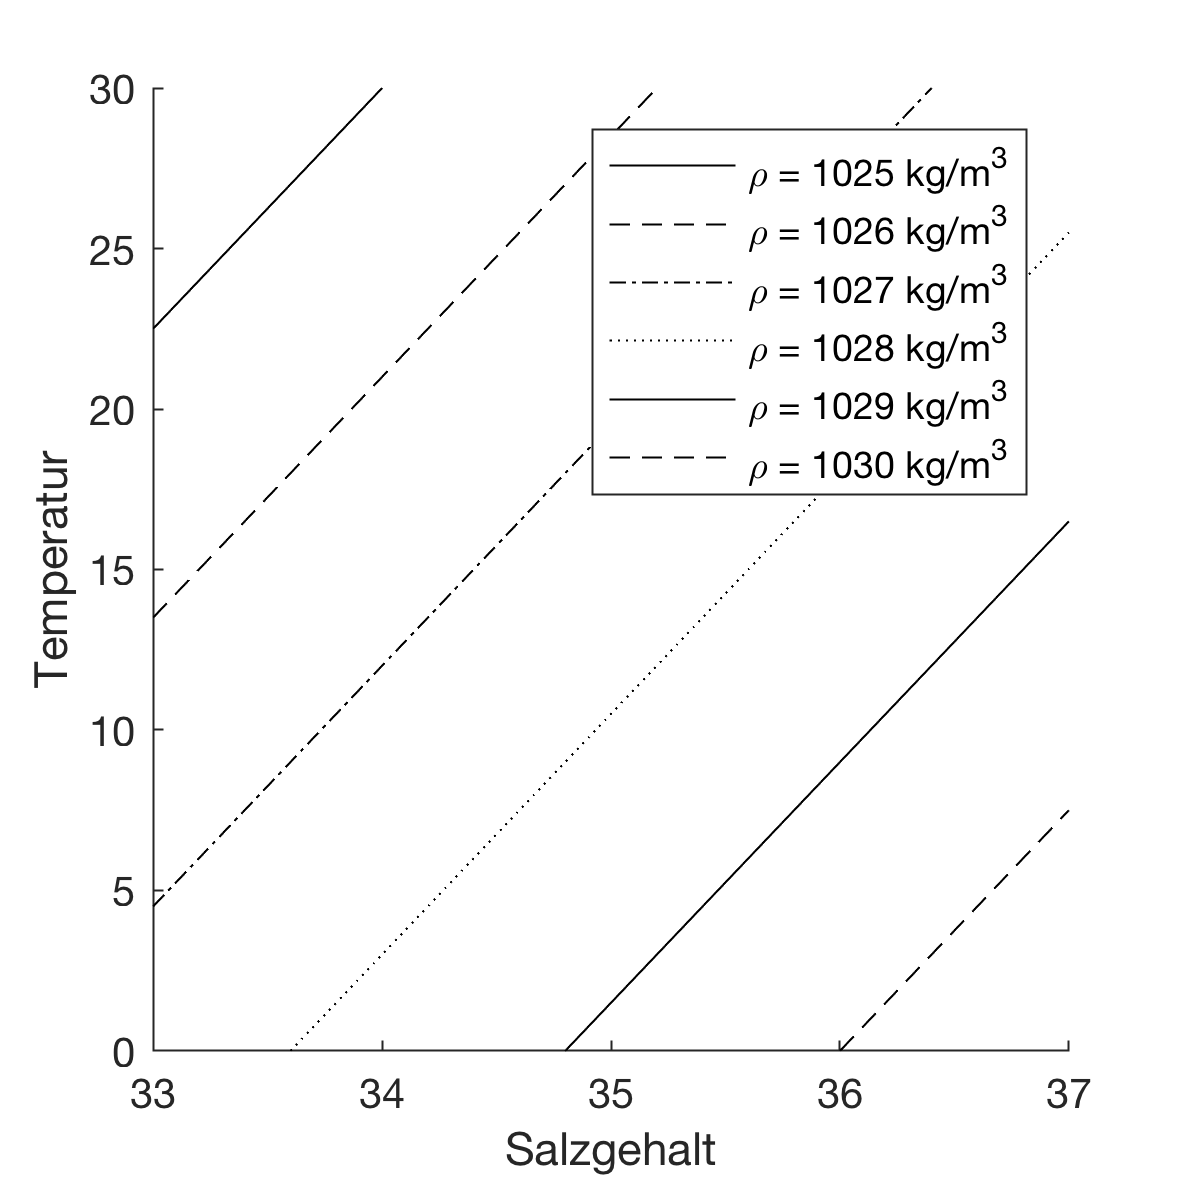 30
25
20
15
10
5
0
33 34 35 36 37
Temperatur
Salzgehalt
ρ = 1025 kg/m³
ρ = 1026 kg/m³
ρ = 1027 kg/m³
ρ = 1028 kg/m³
ρ = 1029 kg/m³
ρ = 1030 kg/m³